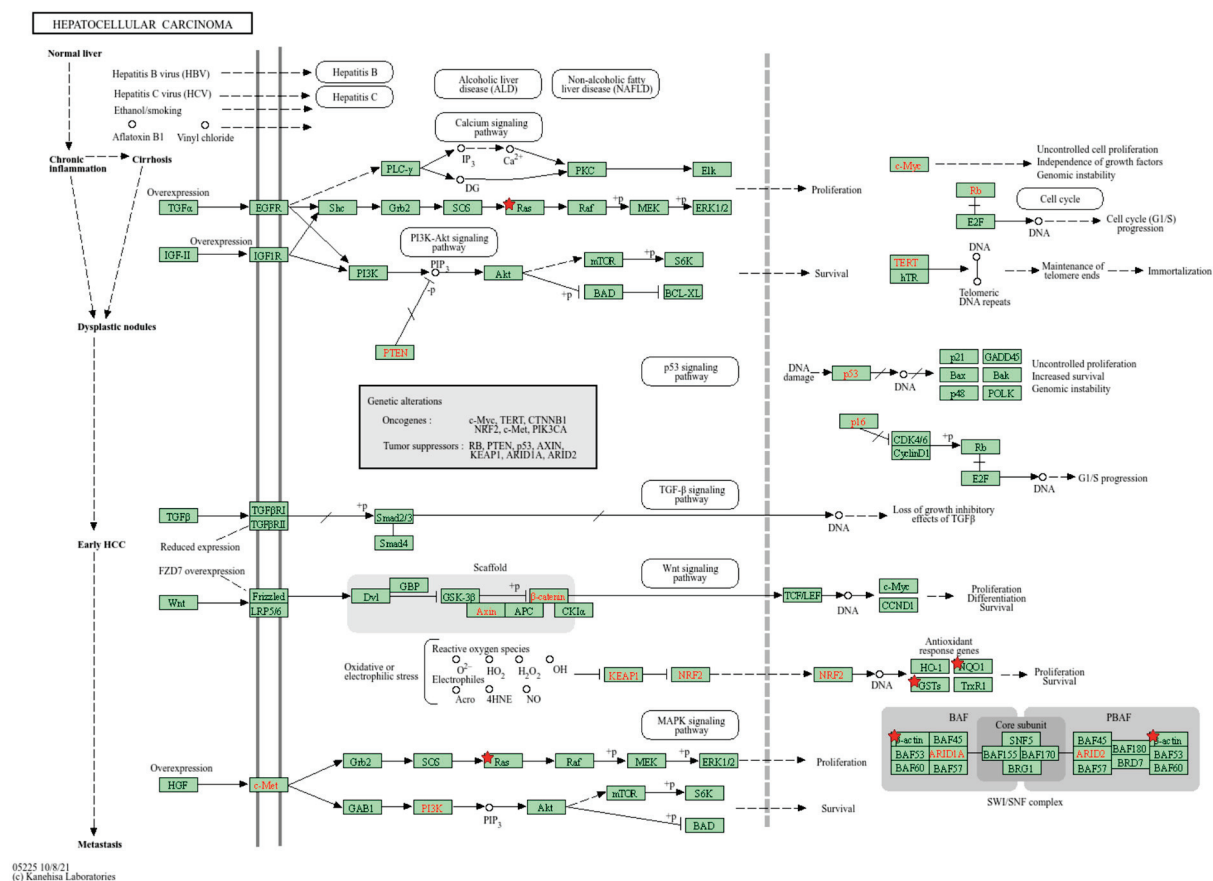 HEPATOCELLULAR CARCINOMA
Normal liver
Hepatitis B virus (HBV)
Hepatitis B
Hepatitis C virus (HCV)
Hepatitis C
Ethanol/smoking
Aflatoxin B1
Vinyl chloride
Alcoholic liver
disease (ALD)
Non-alcoholic fatty
liver disease (NAFLD)
Calcium signaling
pathway
Chronic
inflammation
Cirrhosis
IP3
Ca2+
DG
PLC-γ
PKC
Elk
Overexpression
TGFα
EGFR
Shc
Grb2
SOS
Ras
Raf
+p
MEK
+p
ERK1/2
Proliferation
Overexpression
IGF-II
IGF1R
PI3K-Akt signaling
pathway
PI3K
PIP3
-p
Akt
mTOR
+p
S6K
+p
BAD
BCL-XL
Survival
PTEN
c-Myc
Uncontrolled cell proliferation
Independence of growth factors
Genomic instability
Rb
E2F
Cell cycle
DNA
Cell cycle (G1/S)
progression
TERT
hTR
DNA
Telomeric
DNA repeats
Maintenance of
telomere ends
Immortalization
Dysplastic nodules
p53 signaling
pathway
DNA
damage
p53
DNA
p21
GADD45
Bax
Bak
p48
POLK
Uncontrolled proliferation
Increased survival
Genomic instability
Genetic alterations
Oncogenes : c-Myc, TERT, CTNNB1
NRF2, c-Met, PIK3CA
Tumor suppressors : RB, PTEN, p53, AXIN,
KEAP1, ARID1A, ARID2
p16
CDK4/6
CyclinD1
+p
Rb
E2F
DNA
G1/S progression
TGF-β signaling
pathway
TGFβ
TGFβRI
TGFβRII
+p
Smad2/3
Smad4
DNA
Loss of growth inhibitory
effects of TGFβ
Early HCC
Reduced expression
FZD7 overexpression
Scaffold
Wnt signaling
pathway
Wnt
Frizzled
LRP5/6
Dvl
GBP
GSK-3β
+p
β-catenin
Axin
APC
CKIα
TCF/LEF
DNA
c-Myc
CCND1
Proliferation
Differentiation
Survival
Oxidative or
electrophilic stress
Reactive oxygen species
O2-
HO2
H2O2
OH
Electrophiles
Acro
4HNE
NO
KEAP1
NRF2
NRF2
DNA
Antioxidant
response genes
HO-1
NQO1
GSTs
TrxR1
Proliferation
Survival
MAPK signaling
pathway
BAF
Core subunit
PBAF
β-actin
BAF45
SNF5
BAF45
BAF180
β-actin
BAF53
ARID1A
BAF155
BAF170
ARID2
BAF53
BAF60
BAF57
BRG1
BAF57
BRD7
BAF60
SWI/SNF complex
Overexpression
HGF
c-Met
Grb2
SOS
Ras
Raf
+p
MEK
+p
ERK1/2
Proliferation
GAB1
PI3K
PIP3
Akt
mTOR
+p
S6K
+p
BAD
Survival
Metastasis
05225 10/8/21
(c) Kanehisa Laboratories